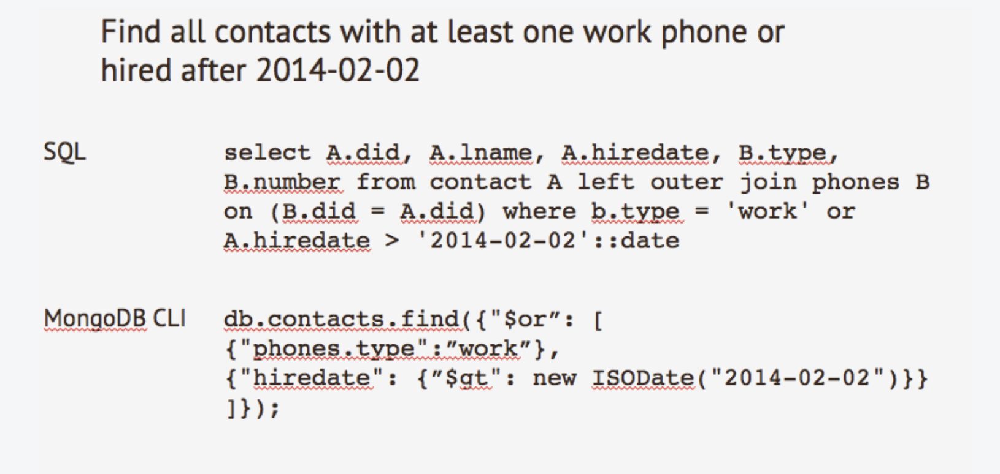 Find all contacts with at least one work phone or
hired after 2014-02-02
SQL
select A.did, A.lname, A.hiredate, B.type,
B.number from contact A left outer join phones B
on (B.did = A.did) where b.type = 'work' or
A.hiredate > '2014-02-02'::date
MongoDB CLI
db.contacts.find({"$or”: [
{"phones.type":”work”},
{"hiredate": {”$gt": new ISODate("2014-02-02")}}
]});